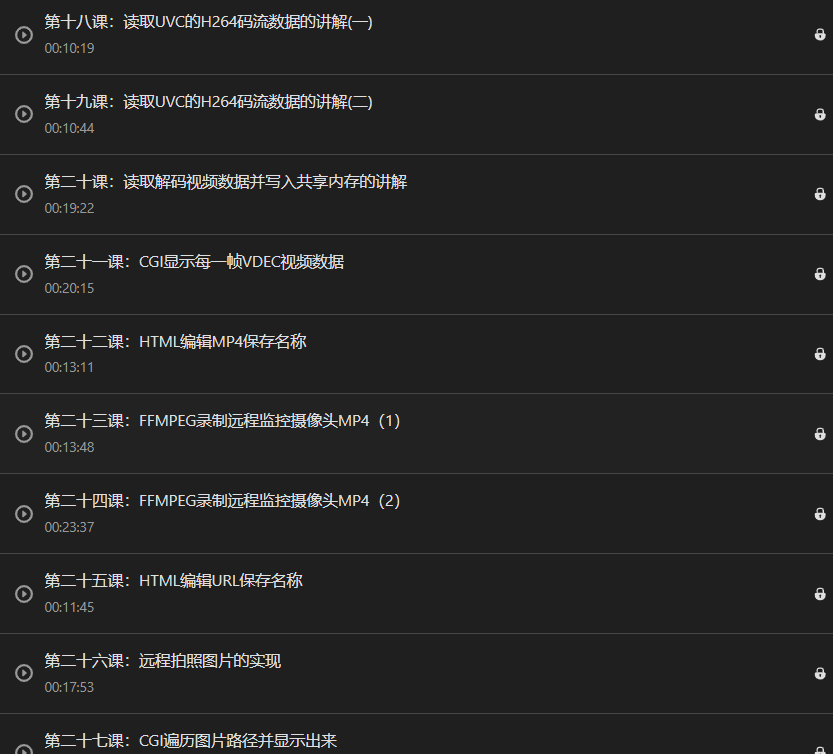 第十八课：读取UVC的H264码流数据的讲解(一)
00:10:19
第十九课：读取UVC的H264码流数据的讲解(二)
00:10:44
第二十课：读取解码视频数据并写入共享内存的讲解
00:19:22
第二十一课：CGI显示每一帧VDEC视频数据
00:20:15
第二十二课：HTML编辑MP4保存名称
00:13:11
第二十三课：FFMPEG录制远程监控摄像头MP4（1）
00:13:48
第二十四课：FFMPEG录制远程监控摄像头MP4（2）
00:23:37
第二十五课：HTML编辑URL保存名称
00:11:45
第二十六课：远程拍照图片的实现
00:17:53
第二十七课：CGI遍历图片路径并显示出来